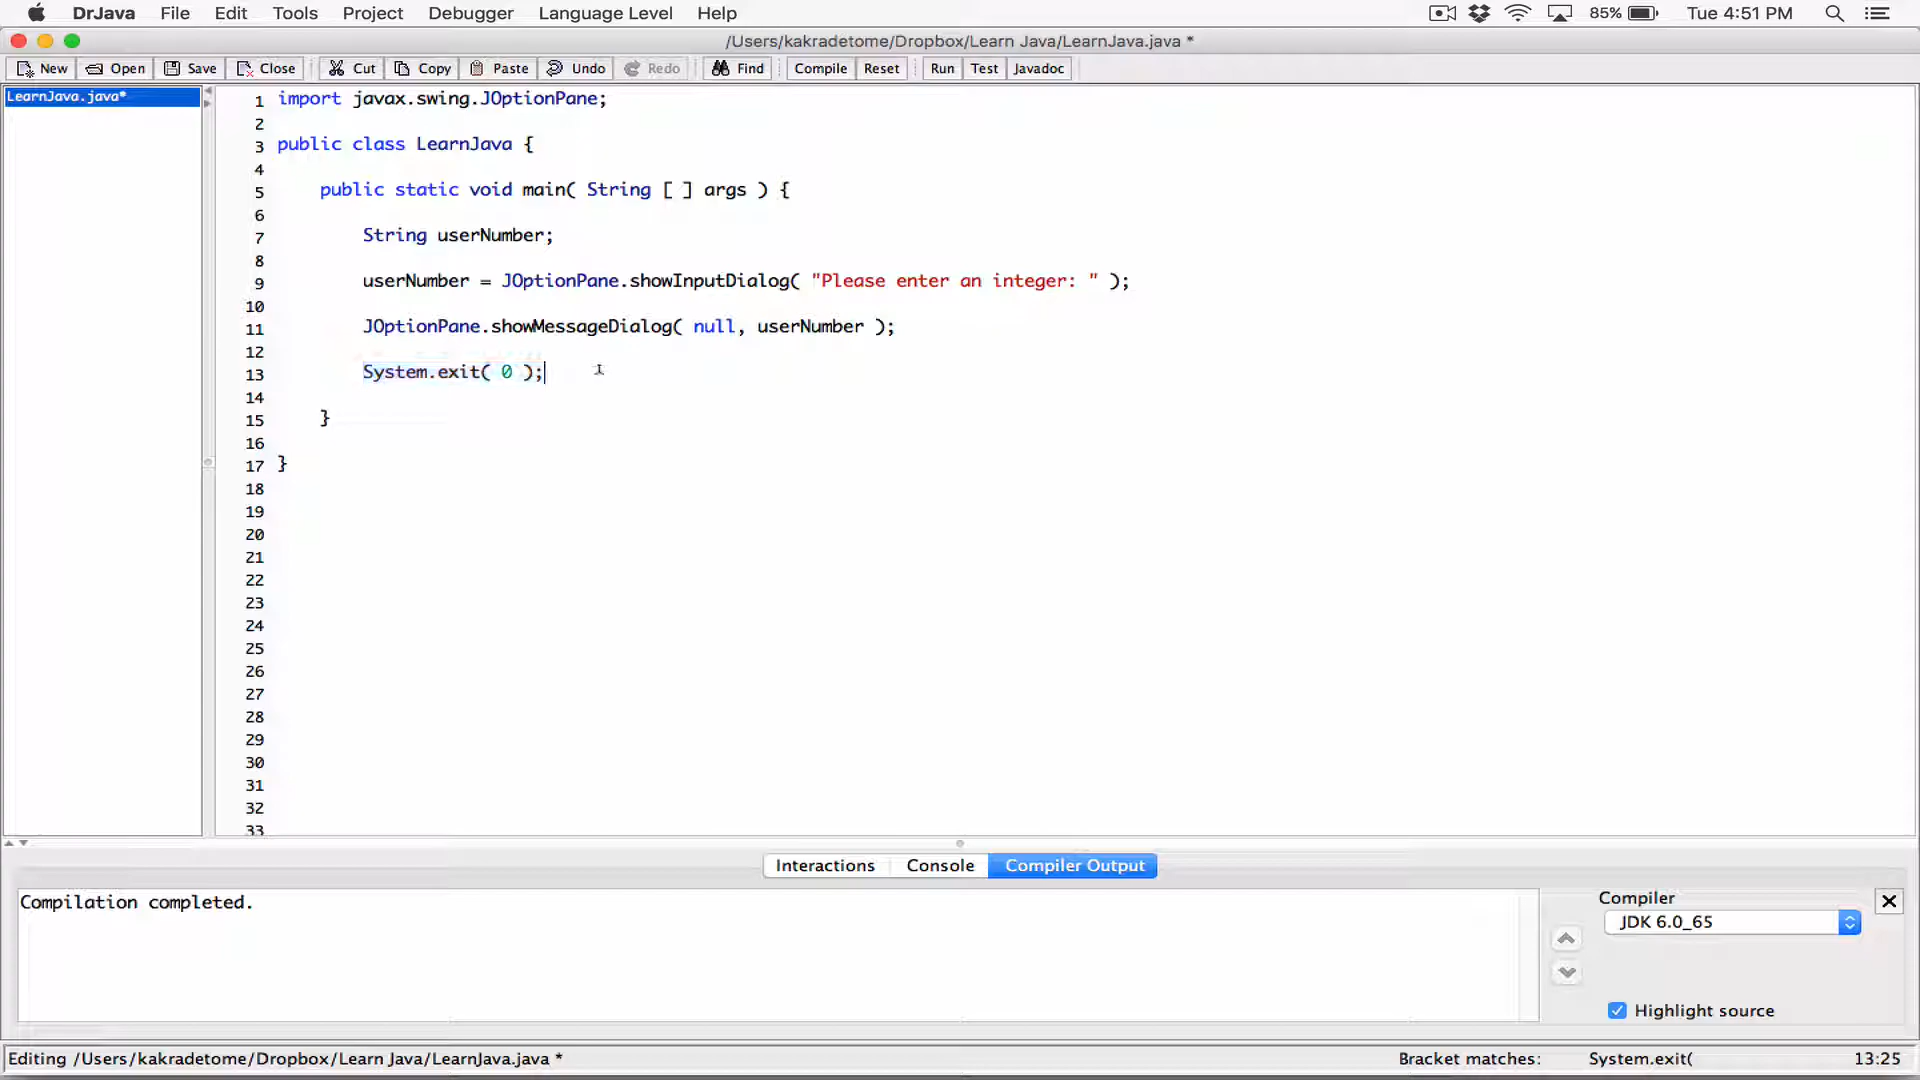 DrJava File Edit Tools Project Debugger Language Level Help 85% Tue 4:51 PM
/Users/kakradetome/Dropbox/Learn Java/LearnJava.java *
New Open Save Close Cut Copy Paste Undo Redo Find Compile Reset Run Test Javadoc
LearnJava.java*
1 import javax.swing.JOptionPane;
2
3 public class LearnJava {
4
5 public static void main( String [ ] args ) {
6
7 String userNumber;
8
9 userNumber = JOptionPane.showInputDialog( "Please enter an integer: " );
10
11 JOptionPane.showMessageDialog( null, userNumber );
12
13 System.exit( 0 );
14
15 }
16
17 }
18
19
20
21
22
23
24
25
26
27
28
29
30
31
32
33
Interactions Console Compiler Output
Compilation completed.
Compiler
JDK 6.0_65
Highlight source
Editing /Users/kakradetome/Dropbox/Learn Java/LearnJava.java * Bracket matches: System.exit( 13:25